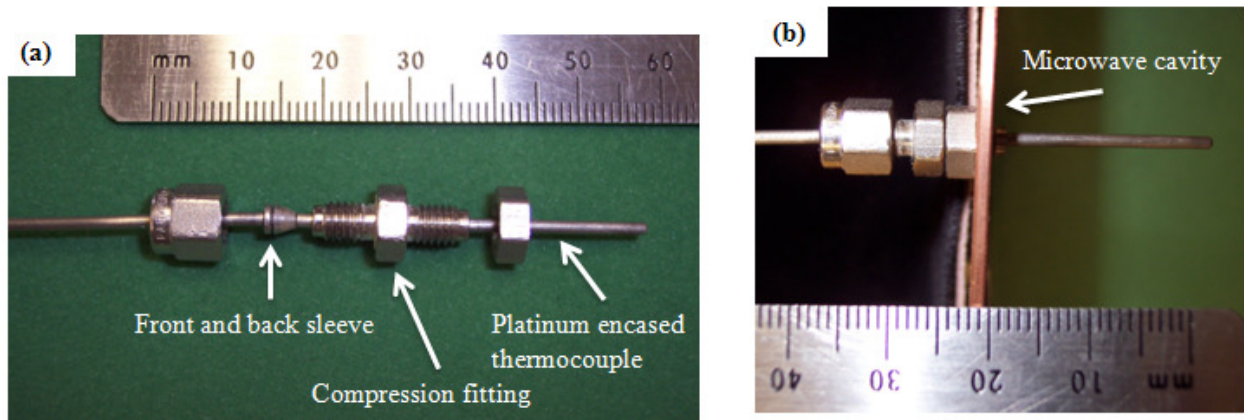 (a)
mm 10 20 30 40 50 60
Front and back sleeve
Compression fitting
Platinum encased
thermocouple
(b)
Microwave cavity
40 30 20 10 mm